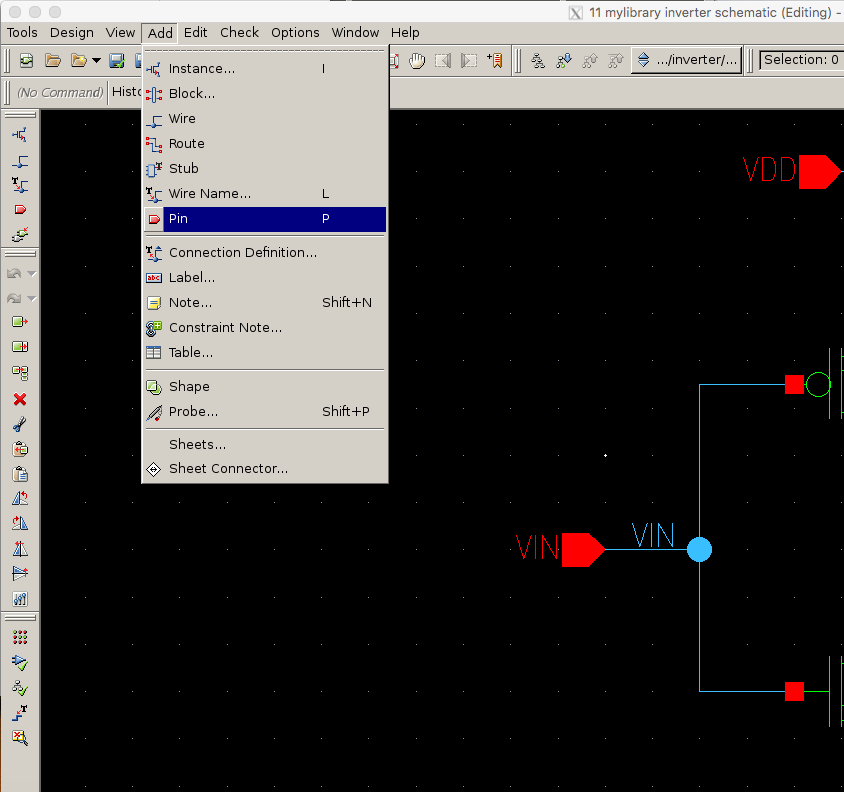 11 mylibrary inverter schematic (Editing) -
Tools Design View Add Edit Check Options Window Help
.../inverter/... Selection: 0
(No Command) Histo
Instance... I
Block...
Wire
Route
Stub
Wire Name... L
Pin P
Connection Definition...
Label...
Note... Shift+N
Constraint Note...
Table...
Shape
Probe... Shift+P
Sheets...
Sheet Connector...
VDD
VIN
VIN